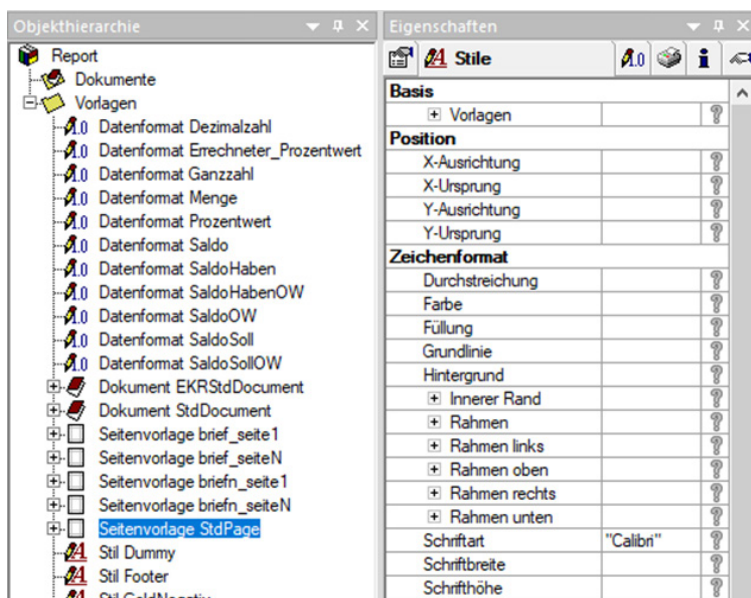 Objekthierarchie
Report
Dokumente
Vorlagen
Datenformat Dezimalzahl
Datenformat Errechneter_Prozentwert
Datenformat Ganzzahl
Datenformat Menge
Datenformat Prozentwert
Datenformat Saldo
Datenformat SaldoHaben
Datenformat SaldoHabenOW
Datenformat SaldoOW
Datenformat SaldoSoll
Datenformat SaldoSollOW
Dokument EKRStdDocument
Dokument StdDocument
Seitenvorlage brief_seite1
Seitenvorlage brief_seiteN
Seitenvorlage briefn_seite1
Seitenvorlage briefn_seiteN
Seitenvorlage StdPage
Stil Dummy
Stil Footer
Eigenschaften
Stile
Basis
Vorlagen
Position
X-Ausrichtung
X-Ursprung
Y-Ausrichtung
Y-Ursprung
Zeichenformat
Durchstreichung
Farbe
Füllung
Grundlinie
Hintergrund
Innerer Rand
Rahmen
Rahmen links
Rahmen oben
Rahmen rechts
Rahmen unten
Schriftart "Calibri"
Schriftbreite
Schrifthöhe